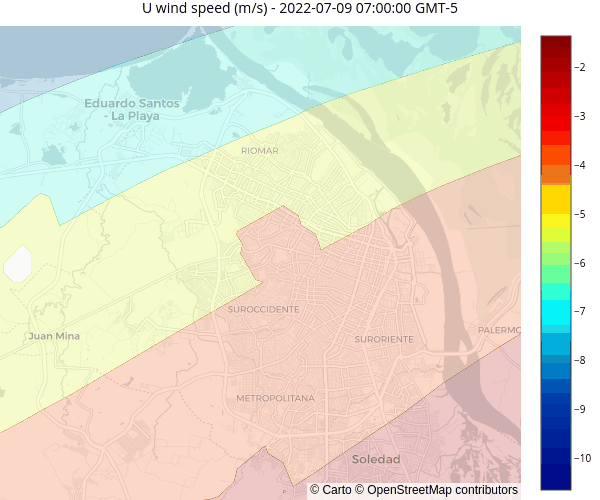 U wind speed (m/s) - 2022-07-09 07:00:00 GMT-5
Eduardo Santos
- La Playa
RIOMAR
SUROCCIDENTE
Juan Mina
SURORIENTE
PALERMO
METROPOLITANA
Soledad
© Carto © OpenStreetMap contributors
−2
−3
−4
−5
−6
−7
−8
−9
−10